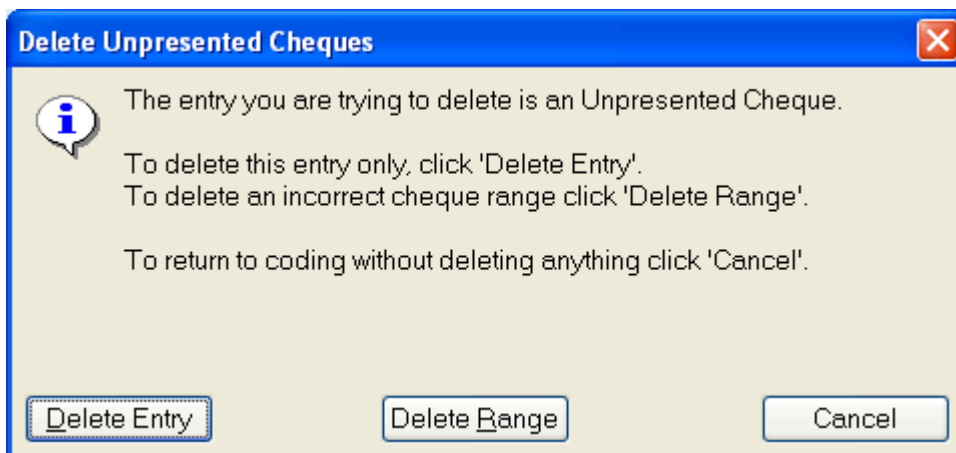 Delete Unpresented Cheques
The entry you are trying to delete is an Unpresented Cheque.
To delete this entry only, click 'Delete Entry'.
To delete an incorrect cheque range click 'Delete Range'.
To return to coding without deleting anything click 'Cancel'.
Delete Entry Delete Range Cancel